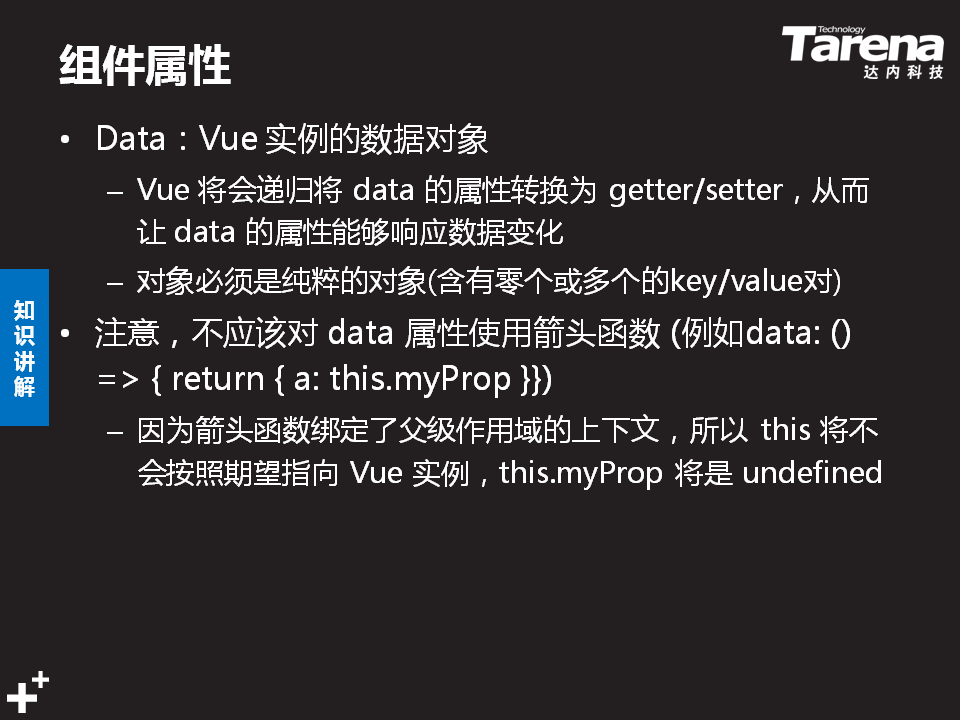 组件属性
Technology
Tarena
达内科技
• Data：Vue 实例的数据对象
– Vue 将会递归将 data 的属性转换为 getter/setter，从而
让 data 的属性能够响应数据变化
– 对象必须是纯粹的对象(含有零个或多个的key/value对)
知识讲解
• 注意，不应该对 data 属性使用箭头函数 (例如data: ()
=> { return { a: this.myProp }})
– 因为箭头函数绑定了父级作用域的上下文，所以 this 将不
会按照期望指向 Vue 实例，this.myProp 将是 undefined